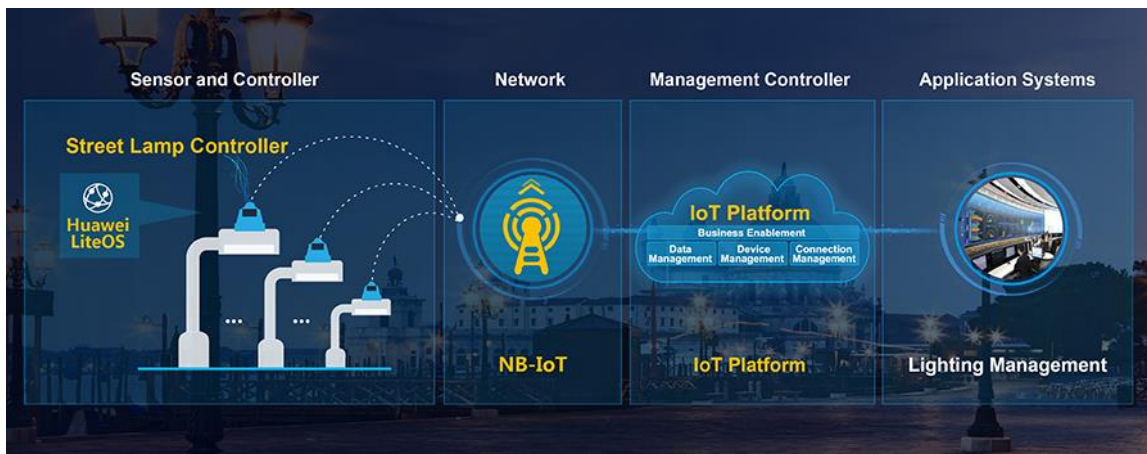 Sensor and Controller
Network
Management Controller
Application Systems
Street Lamp Controller
Huawei
LiteOS
IoT Platform
Business Enablement
Data
Management
Device
Management
Connection
Management
NB-IoT
IoT Platform
Lighting Management